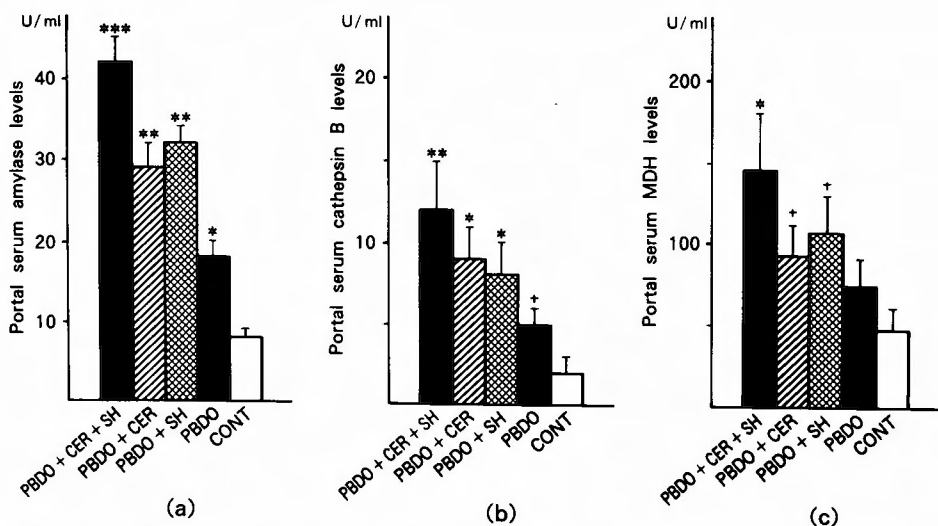 U/ml
Portal serum amylase levels
40
30
20
10
***
**
**
*
PBDO + CER + SH
PBDO + CER
PBDO + SH
PBDO
CONT
(a)
U/ml
Portal serum cathepsin B levels
20
10
**
*
*
+
PBDO + CER + SH
PBDO + CER
PBDO + SH
PBDO
CONT
(b)
U/ml
Portal serum MDH levels
200
100
*
+
+
PBDO + CER + SH
PBDO + CER
PBDO + SH
PBDO
CONT
(c)